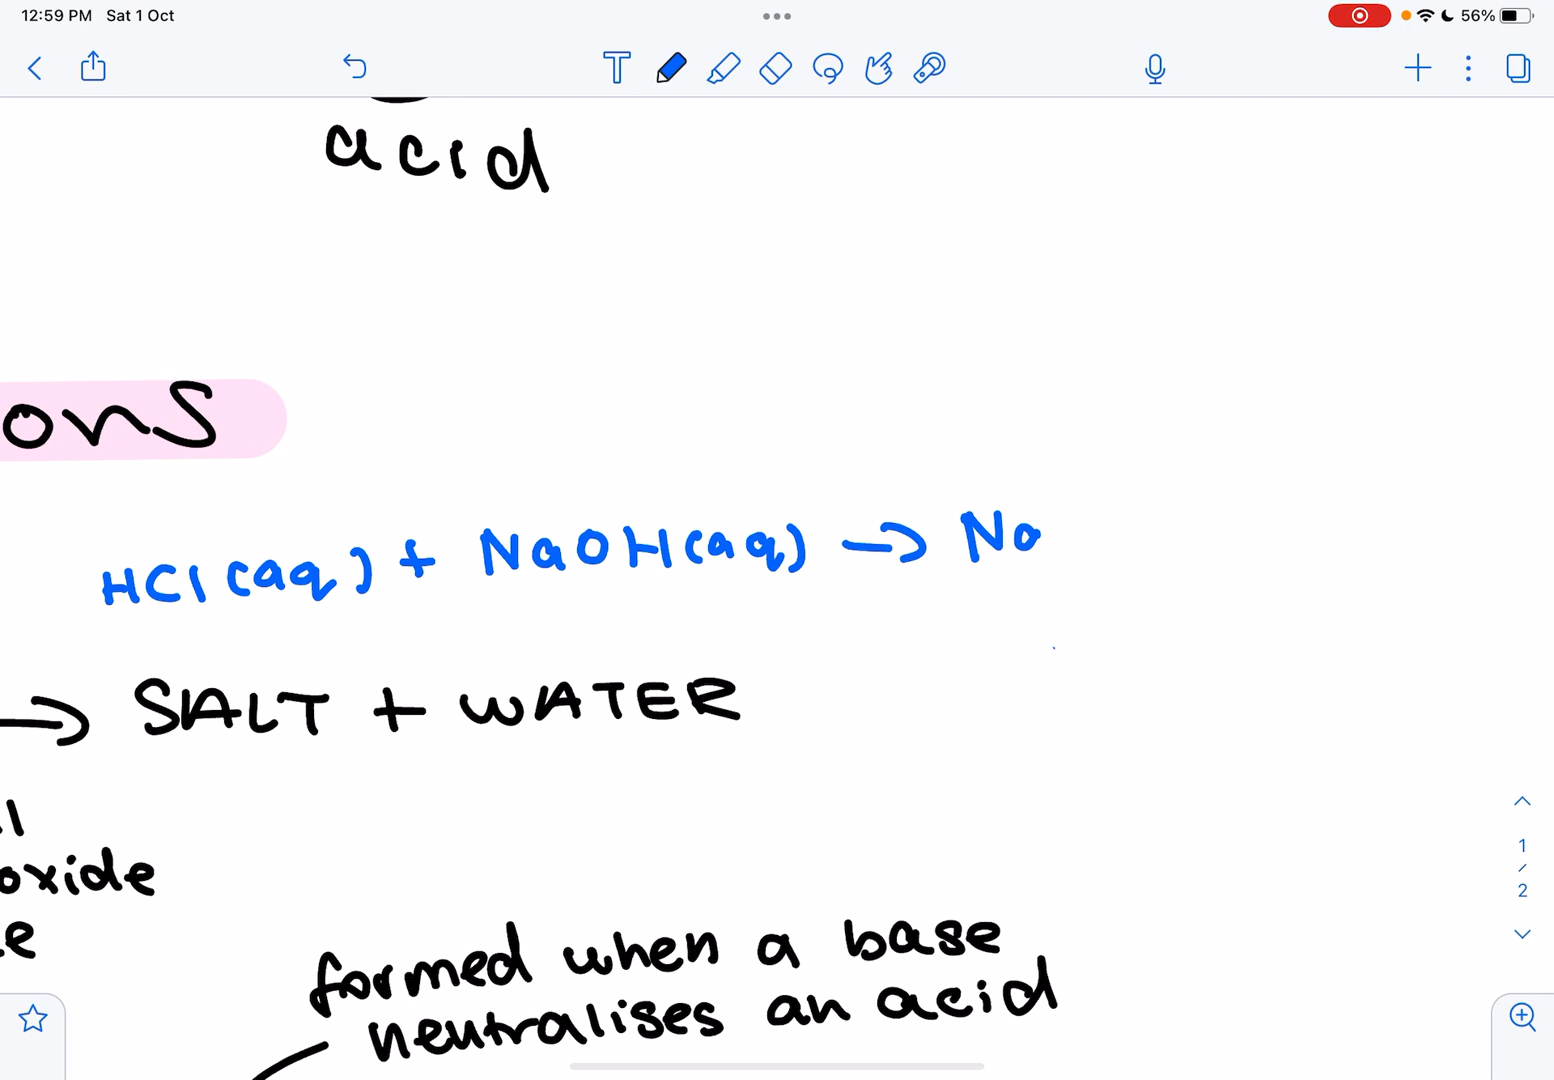 12:59 PM Sat 1 Oct
56%
T
acid
ons
HCl(aq) + NaOH(aq) → Na
→ SALT + WATER
l
oxide
e
formed when a base
neutralises an acid
1
/
2